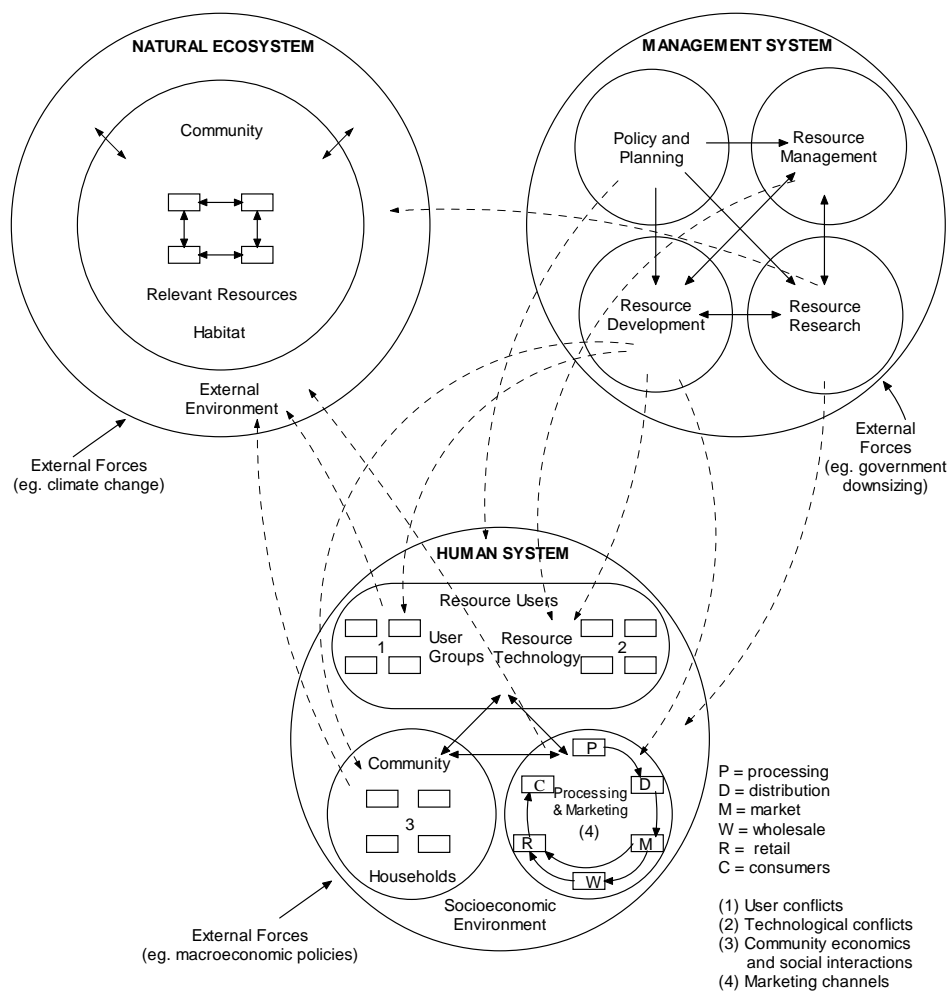 NATURAL ECOSYSTEM
Community
Relevant Resources
Habitat
External
Environment
External Forces
(eg. climate change)
MANAGEMENT SYSTEM
Policy and
Planning
Resource
Management
Resource
Development
Resource
Research
External
Forces
(eg. government
downsizing)
HUMAN SYSTEM
Resource Users
1
User
Groups
Resource
Technology
2
Community
3
Households
P
D
M
W
R
C
Processing
& Marketing
(4)
Socioeconomic
Environment
External Forces
(eg. macroeconomic policies)
P = processing
D = distribution
M = market
W = wholesale
R = retail
C = consumers
(1) User conflicts
(2) Technological conflicts
(3) Community economics
and social interactions
(4) Marketing channels